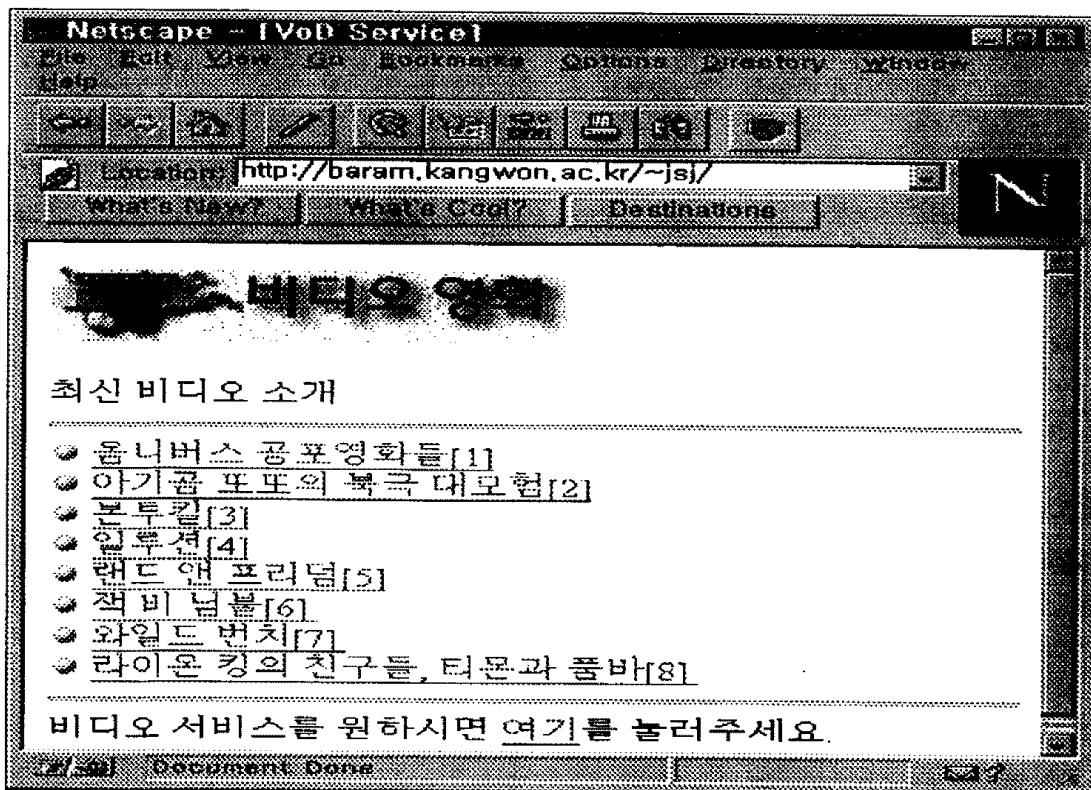 Netscape - [VoD Service]
File Edit View Go Bookmarks Options Directory Window
Help
Location: http://baram.kangwon.ac.kr/~jsj/
What's New? What's Cool? Destinations
비디오 영화
최신 비디오 소개
옴니버스 공포영화들[1]
아기곰 또또의 북극 대모험[2]
본투킬[3]
일루션[4]
랜드 앤 프리덤[5]
잭 비 님블[6]
와일드 번치[7]
라이온 킹의 친구들, 티몬과 품바[8]
비디오 서비스를 원하시면 여기를 눌러주세요.
Document: Done